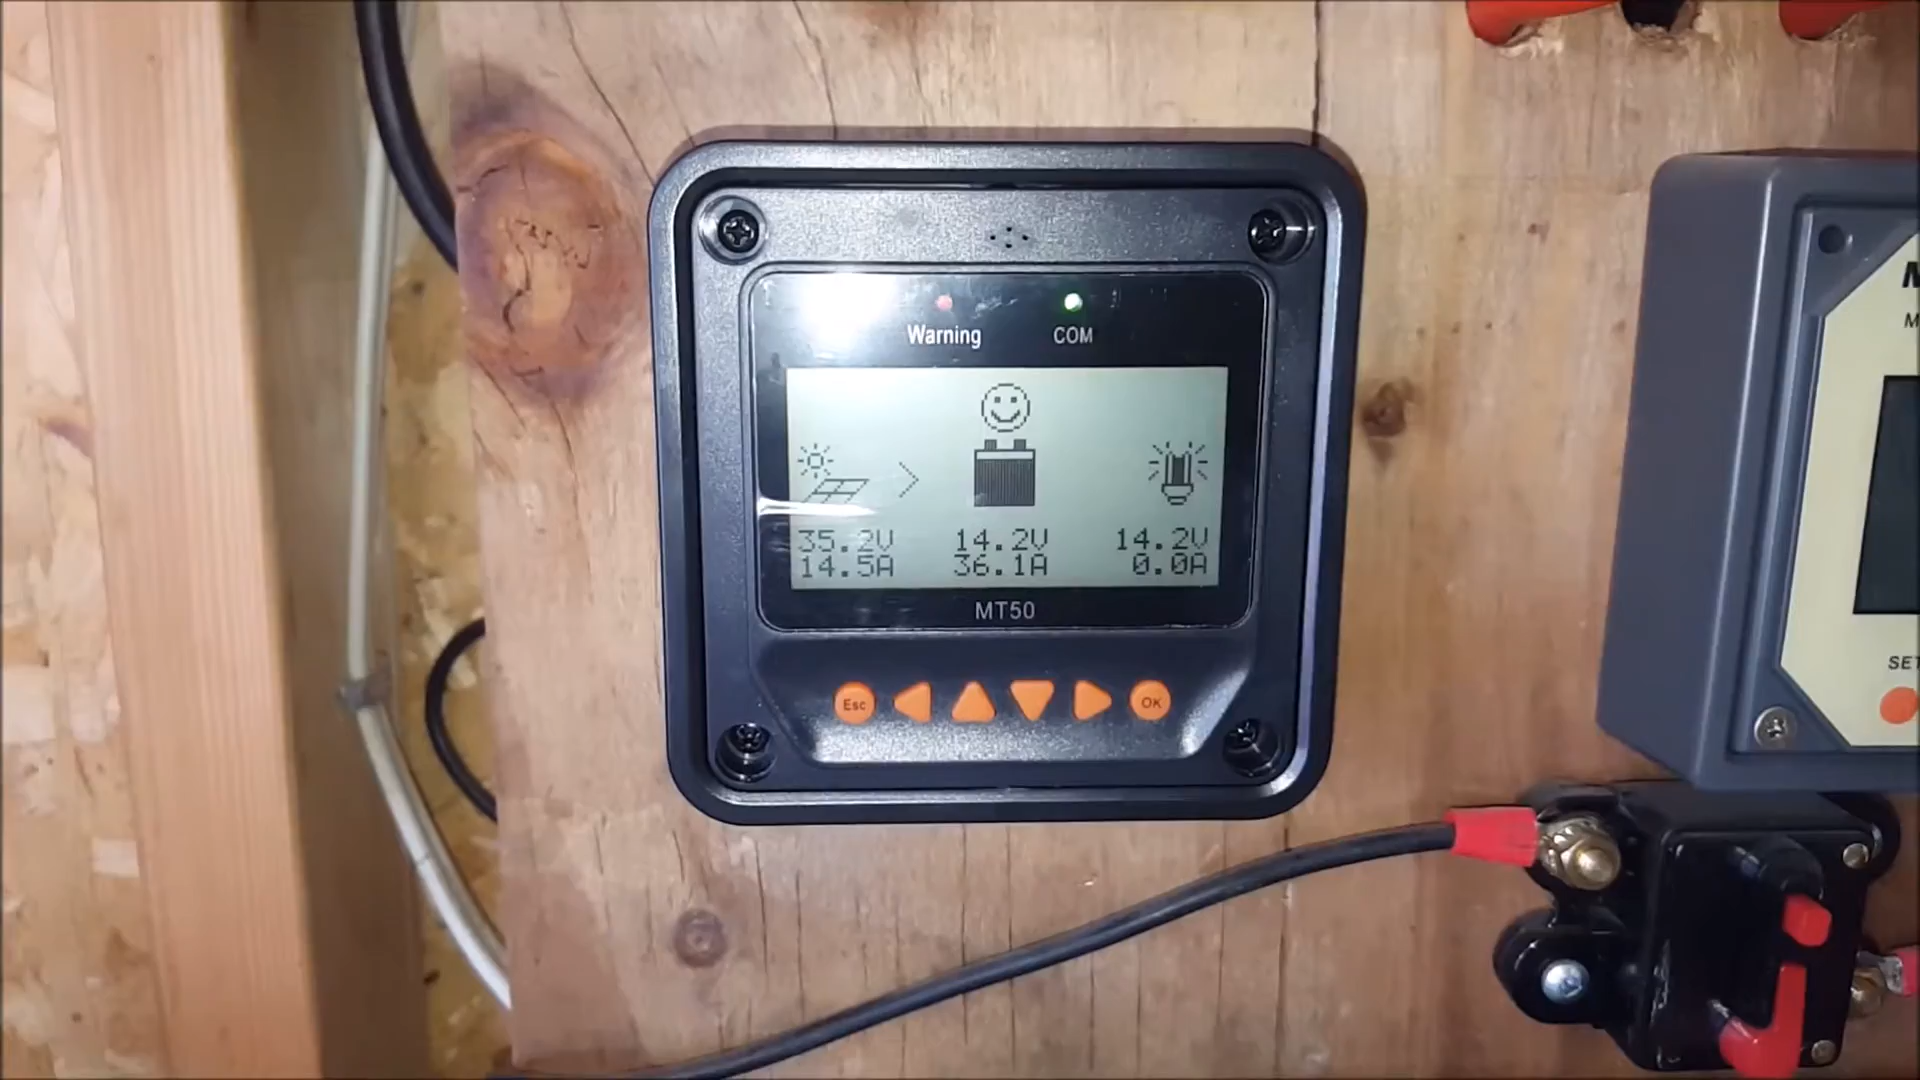 Warning COM
35.2V 14.2V 14.2V
14.5A 36.1A 0.0A
MT50
Esc OK